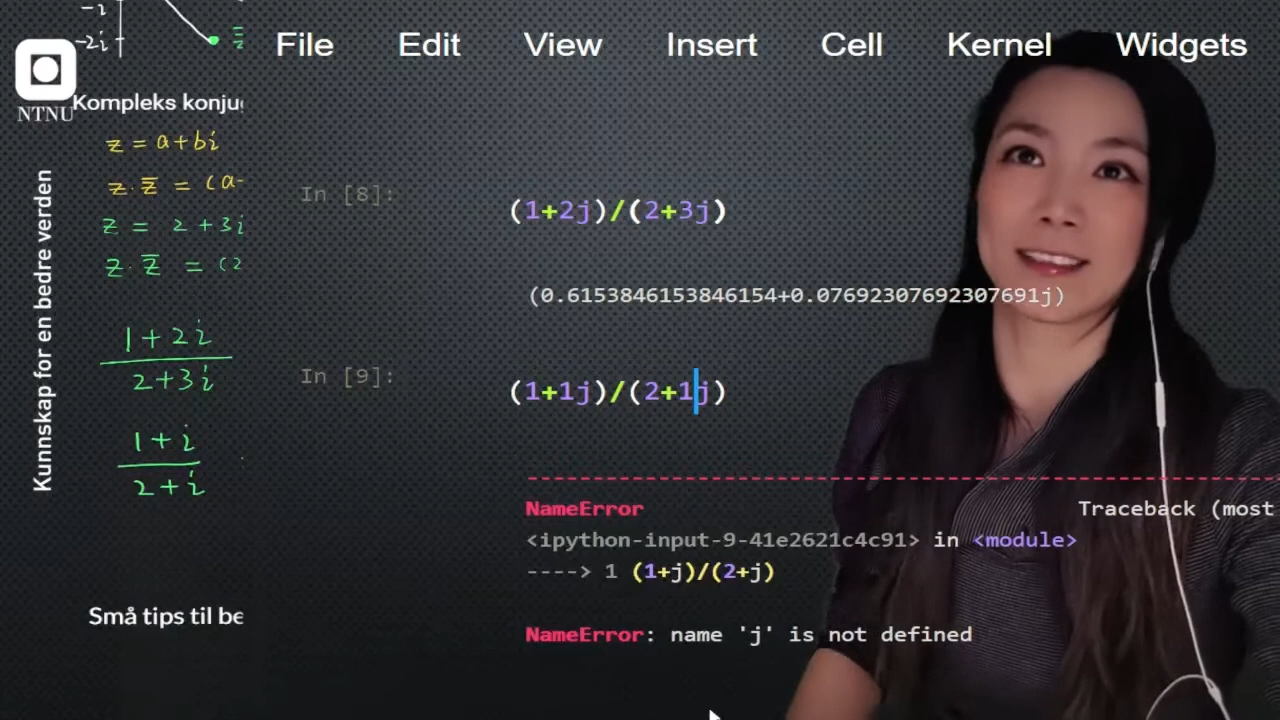 -i
-2i
NTNU
Kunnskap for en bedre verden
File Edit View Insert Cell Kernel Widgets
Kompleks konju
z = a+bi
z·z̅ = (a-
z = 2+3i
z·z̅ = (2
1+2i
2+3i
1+i
2+i
Små tips til be
In [8]:
(1+2j)/(2+3j)
(0.6153846153846154+0.07692307692307691j)
In [9]:
(1+1j)/(2+1j)
NameError Traceback (most
<ipython-input-9-41e2621c4c91> in <module>
----> 1 (1+j)/(2+j)
NameError: name 'j' is not defined